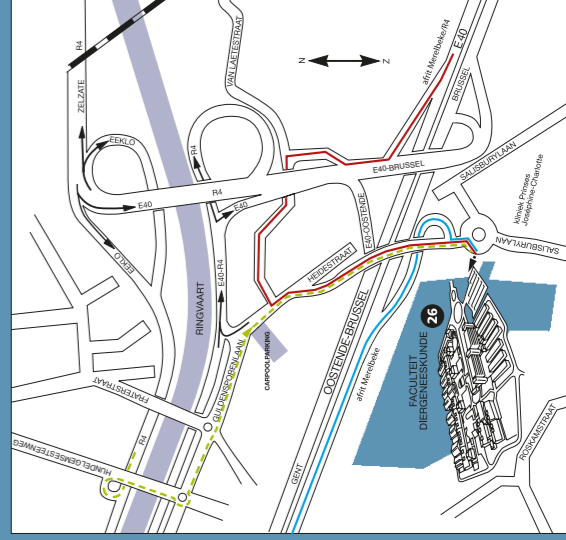 R4
ZELZATE
VAN LAETESTRAAT
N
Z
afrit Merelbeke/R4
E40
BRUSSEL
EEKLO
R4
R4
E40
E40
EEKLO
E40-BRUSSEL
SALISBURYLAAN
kliniek Prinses
Joséphine-Charlotte
E40-OOSTENDE
HEIDESTRAAT
SALISBURYLAAN
RINGVAART
E40-R4
FRATERSTRAAT
GULDENSPORENLAAN
CARPOOLPARKING
OOSTENDE-BRUSSEL
afrit Merelbeke
FACULTEIT
DIERGENEESKUNDE
26
HUNDELGEMSESTEENWEG
R4
GENT
ROSKAMSTRAAT